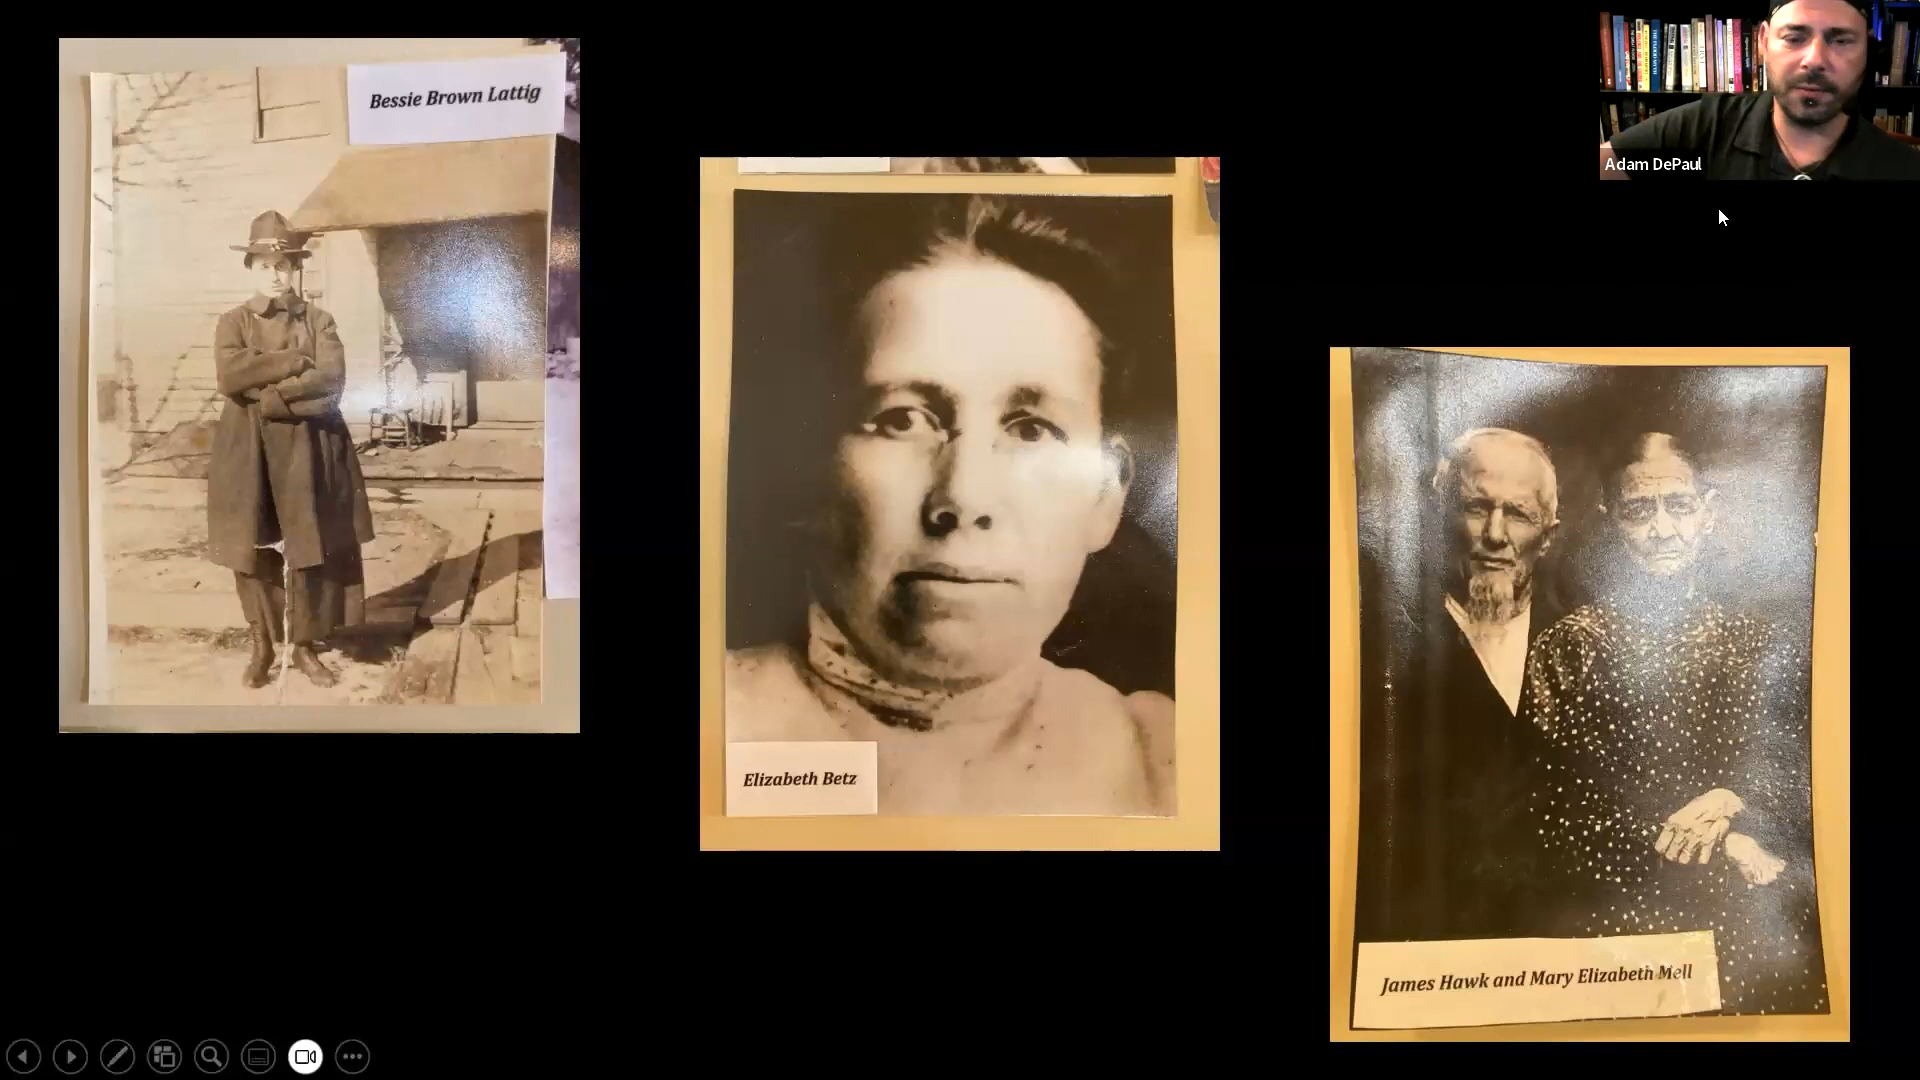 Bessie Brown Lattig
Adam DePaul
Elizabeth Betz
James Hawk and Mary Elizabeth Mell